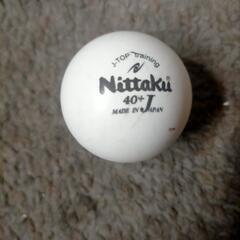 J-TOP training
Nittaku
40+ I
MADE IN JAPAN